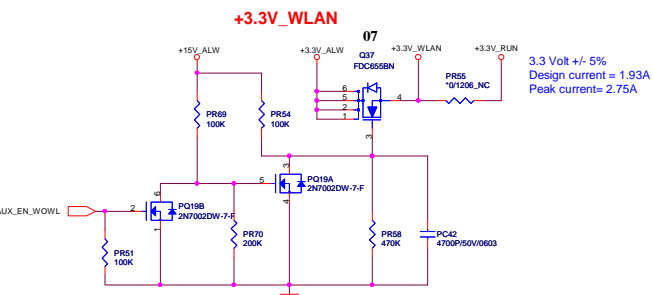 +3.3V_WLAN
07
+15V_ALW
+3.3V_ALW
Q37
FDC655BN
+3.3V_WLAN
+3.3V_RUN
PR55
*0/1206_NC
3.3 Volt +/- 5%
Design current = 1.93A
Peak current= 2.75A
6
5
2
1
4
3
PR69
100K
PR54
100K
5
3
4
PQ19A
2N7002DW-7-F
AUX_EN_WOWL
2
6
1
PQ19B
2N7002DW-7-F
PR51
100K
PR70
200K
PR58
470K
PC42
4700P/50V/0603